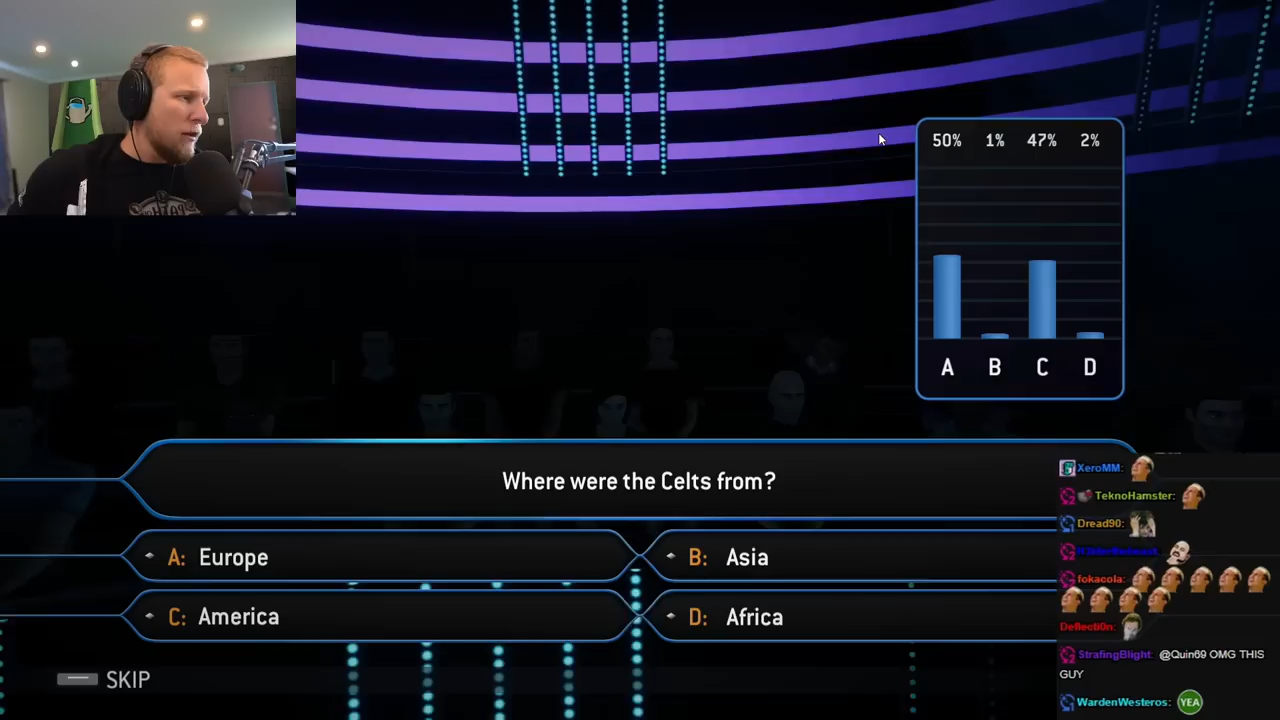 50% 1% 47% 2%
A B C D
Where were the Celts from?
A: Europe
B: Asia
C: America
D: Africa
SKIP
XeroMM:
TeknoHamster:
Dread90:
fokacola:
Deflecti0n:
StrafingBlight: @Quin69 OMG THIS
GUY
WardenWesteros: YEA